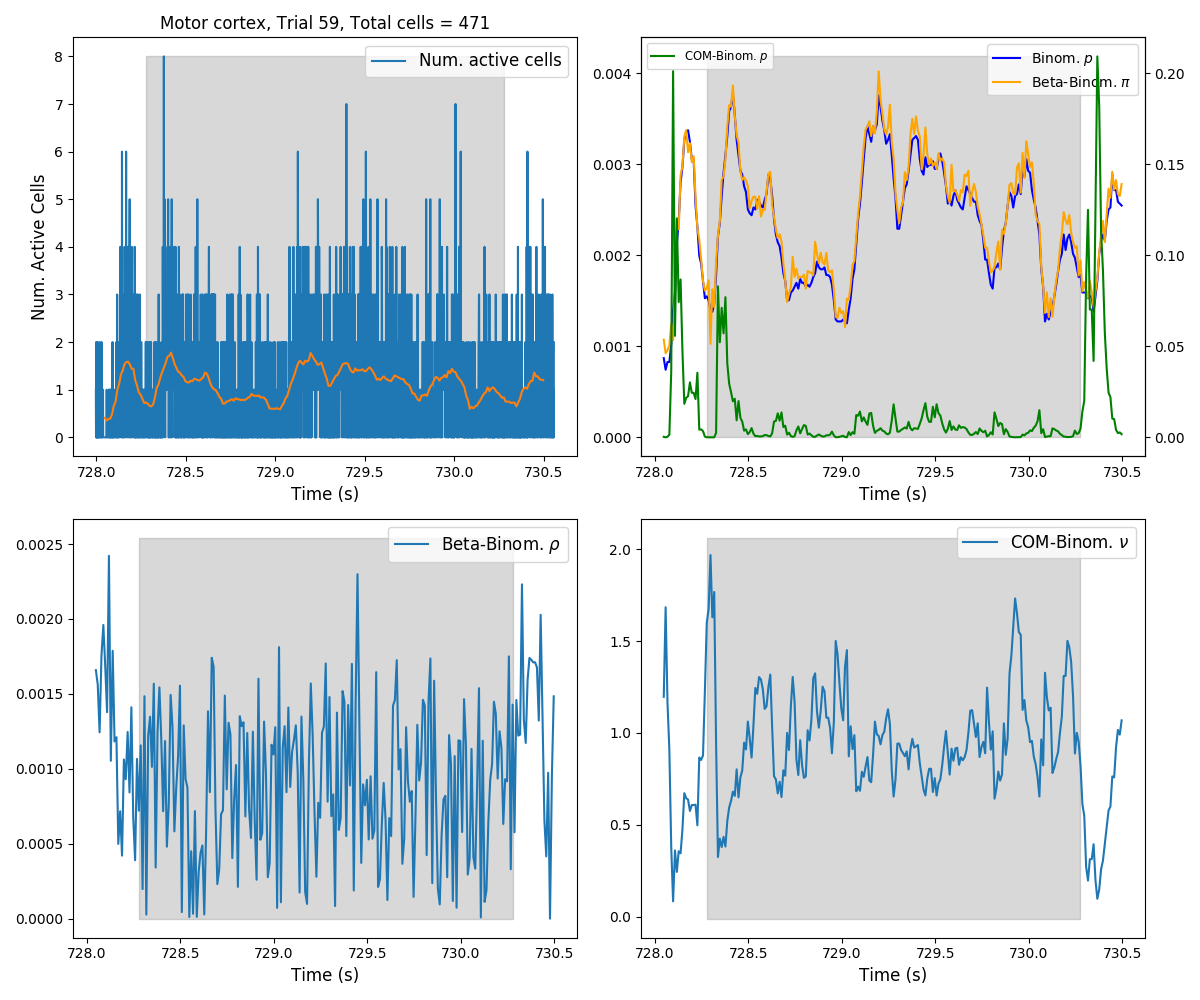 Motor cortex, Trial 59, Total cells = 471
Num. active cells
Num. Active Cells
8
7
6
5
4
3
2
1
0
728.0 728.5 729.0 729.5 730.0 730.5
Time (s)
COM-Binom. p
Binom. p
Beta-Binom. π
0.004
0.003
0.002
0.001
0.000
0.20
0.15
0.10
0.05
0.00
728.0 728.5 729.0 729.5 730.0 730.5
Time (s)
Beta-Binom. ρ
0.0025
0.0020
0.0015
0.0010
0.0005
0.0000
728.0 728.5 729.0 729.5 730.0 730.5
Time (s)
COM-Binom. ν
2.0
1.5
1.0
0.5
0.0
728.0 728.5 729.0 729.5 730.0 730.5
Time (s)